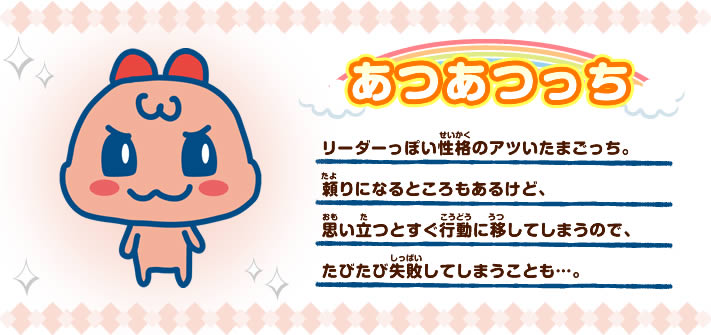 あつあつっち
リーダーっぽい性格のアツいたまごっち。
頼りになるところもあるけど、
思い立つとすぐ行動に移してしまうので、
たびたび失敗してしまうことも…。